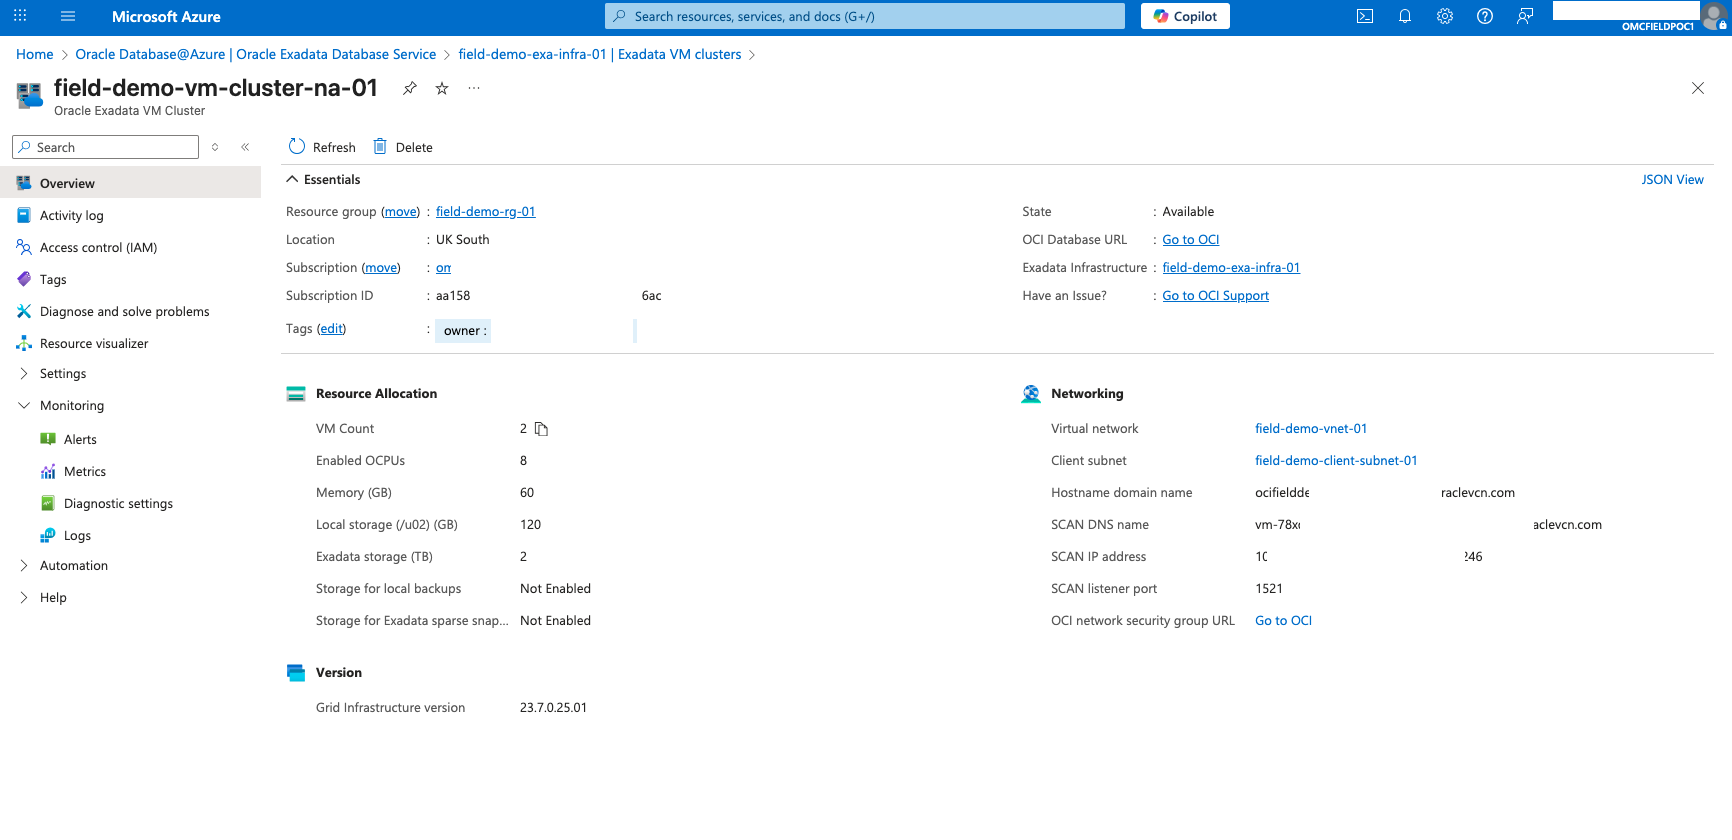 Microsoft Azure
Search resources, services, and docs (G+/)
Copilot
OMCFIELDPOC1
Home > Oracle Database@Azure | Oracle Exadata Database Service > field-demo-exa-infra-01 | Exadata VM clusters >
field-demo-vm-cluster-na-01
Oracle Exadata VM Cluster
Search
Overview
Activity log
Access control (IAM)
Tags
Diagnose and solve problems
Resource visualizer
Settings
Monitoring
Alerts
Metrics
Diagnostic settings
Logs
Automation
Help
Refresh
Delete
Essentials
JSON View
Resource group (move) : field-demo-rg-01
Location : UK South
Subscription (move) :
Subscription ID : aa158 6ac
Tags (edit) : owner :
State : Available
OCI Database URL : Go to OCI
Exadata Infrastructure : field-demo-exa-infra-01
Have an Issue? : Go to OCI Support
Resource Allocation
VM Count 2
Enabled OCPUs 8
Memory (GB) 60
Local storage (/u02) (GB) 120
Exadata storage (TB) 2
Storage for local backups Not Enabled
Storage for Exadata sparse snap... Not Enabled
Version
Grid Infrastructure version 23.7.0.25.01
Networking
Virtual network field-demo-vnet-01
Client subnet field-demo-client-subnet-01
Hostname domain name ocifieldde raclevcn.com
SCAN DNS name vm-78x aclevcn.com
SCAN IP address 10 246
SCAN listener port 1521
OCI network security group URL Go to OCI